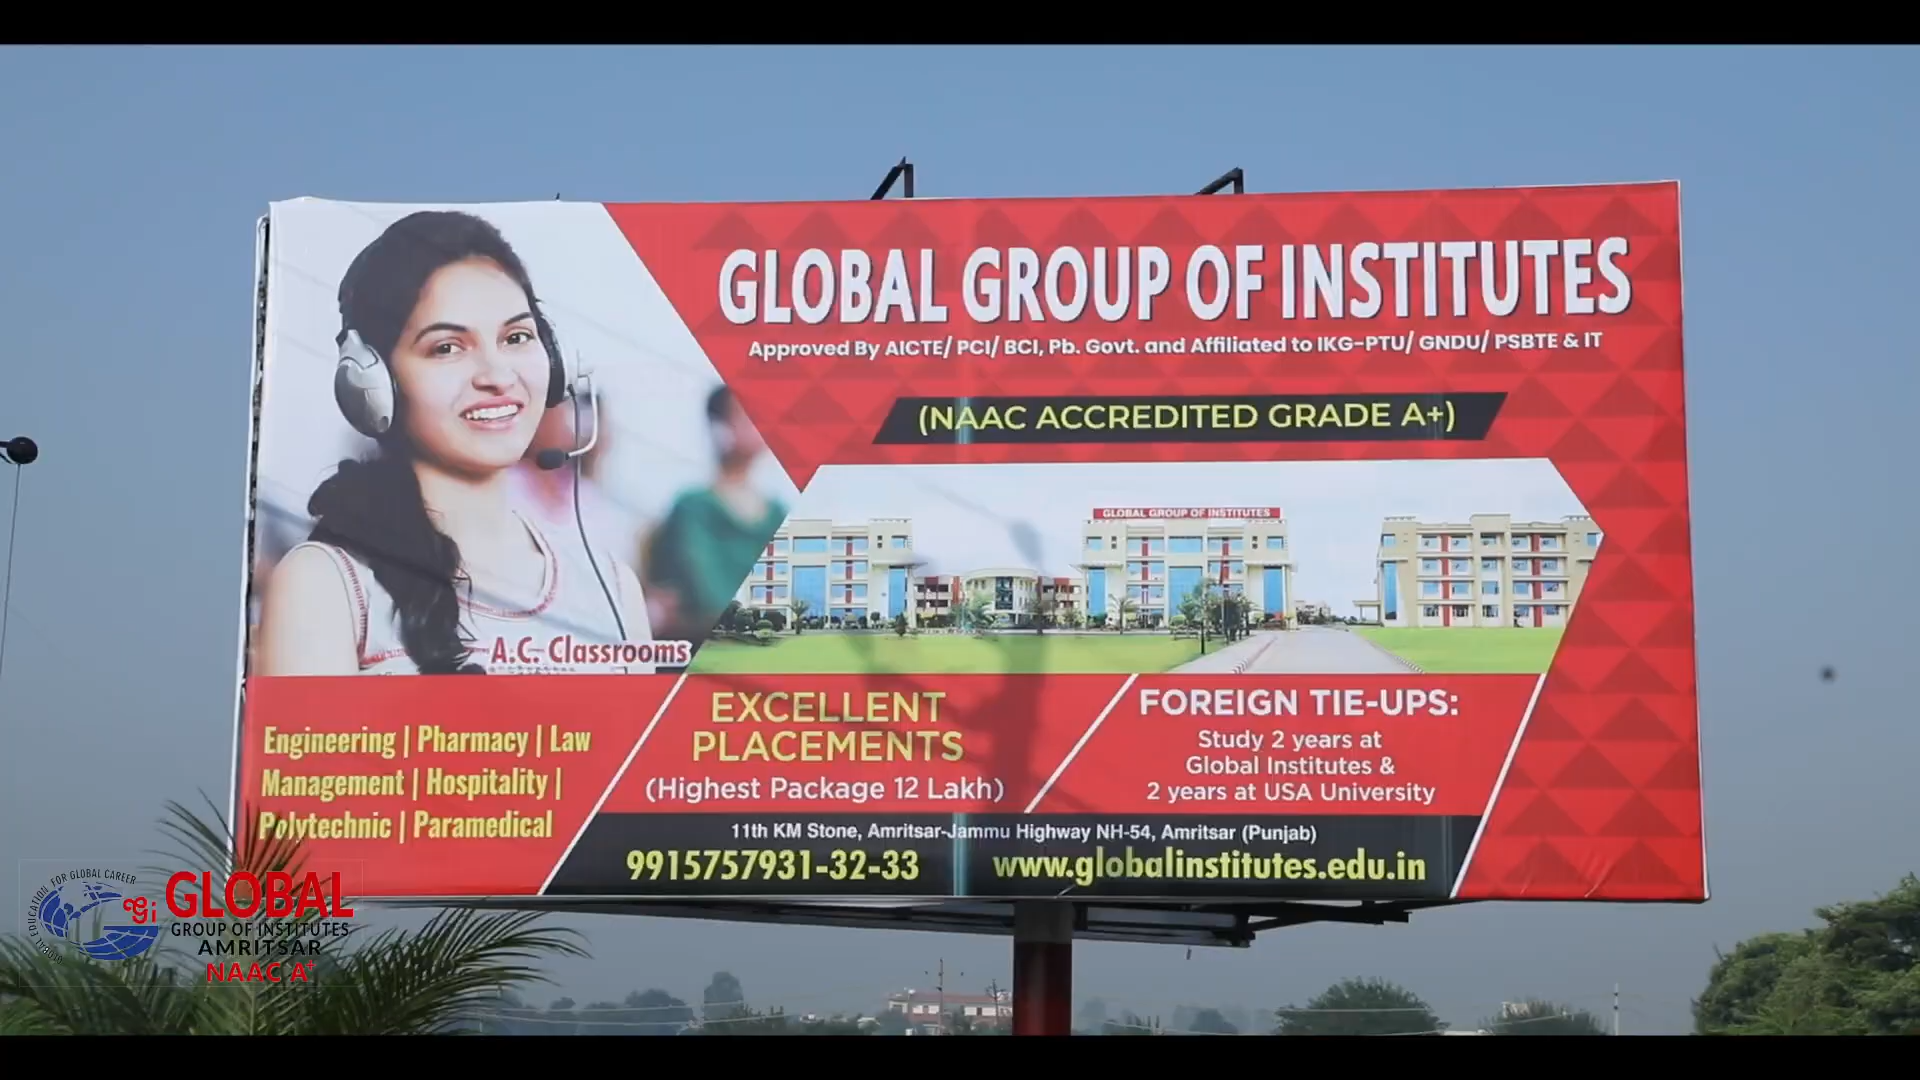 GLOBAL GROUP OF INSTITUTES
Approved By AICTE/ PCI/ BCI, Pb. Govt. and Affiliated to IKG-PTU/ GNDU/ PSBTE & IT
(NAAC ACCREDITED GRADE A+)
GLOBAL GROUP OF INSTITUTES
A.C. Classrooms
Engineering | Pharmacy | Law
Management | Hospitality |
Polytechnic | Paramedical
EXCELLENT
PLACEMENTS
(Highest Package 12 Lakh)
FOREIGN TIE-UPS:
Study 2 years at
Global Institutes &
2 years at USA University
11th KM Stone, Amritsar-Jammu Highway NH-54, Amritsar (Punjab)
9915757931-32-33 www.globalinstitutes.edu.in
GLOBAL EDUCATION FOR GLOBAL CAREER
ggi
GLOBAL
GROUP OF INSTITUTES
AMRITSAR
NAAC A+